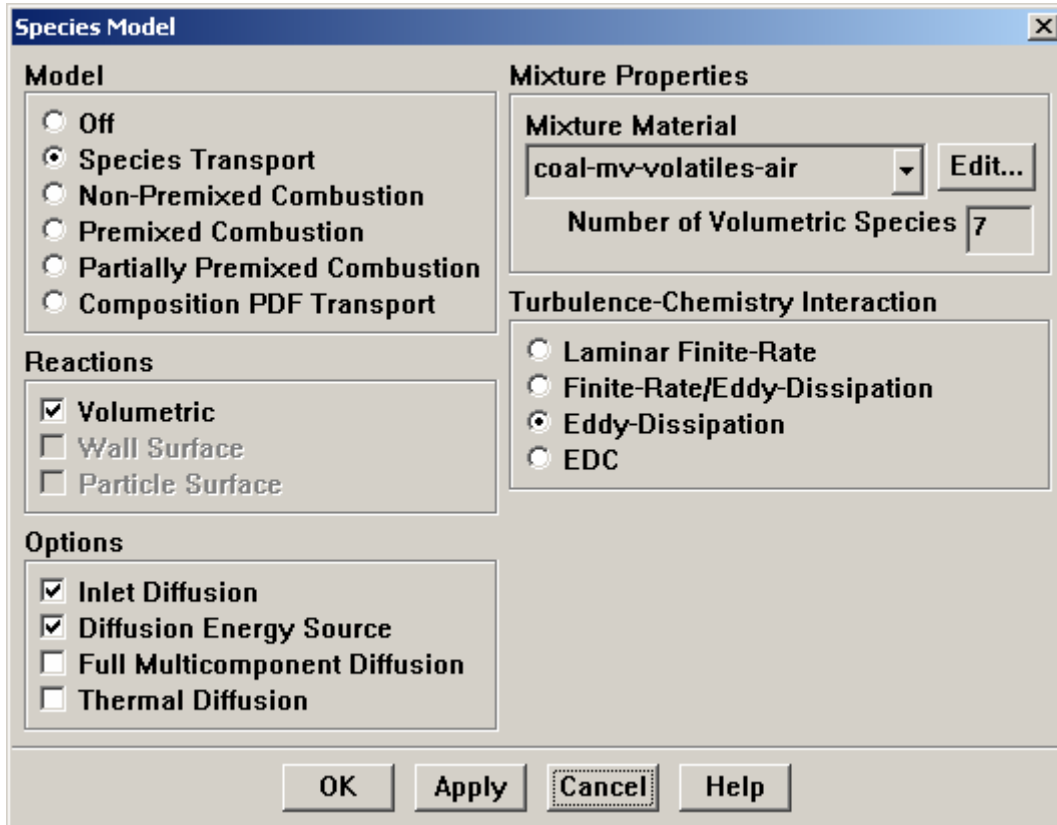 Species Model
Model
Off
Species Transport
Non-Premixed Combustion
Premixed Combustion
Partially Premixed Combustion
Composition PDF Transport
Reactions
Volumetric
Wall Surface
Particle Surface
Options
Inlet Diffusion
Diffusion Energy Source
Full Multicomponent Diffusion
Thermal Diffusion
Mixture Properties
Mixture Material
coal-mv-volatiles-air
Edit...
Number of Volumetric Species 7
Turbulence-Chemistry Interaction
Laminar Finite-Rate
Finite-Rate/Eddy-Dissipation
Eddy-Dissipation
EDC
OK Apply Cancel Help